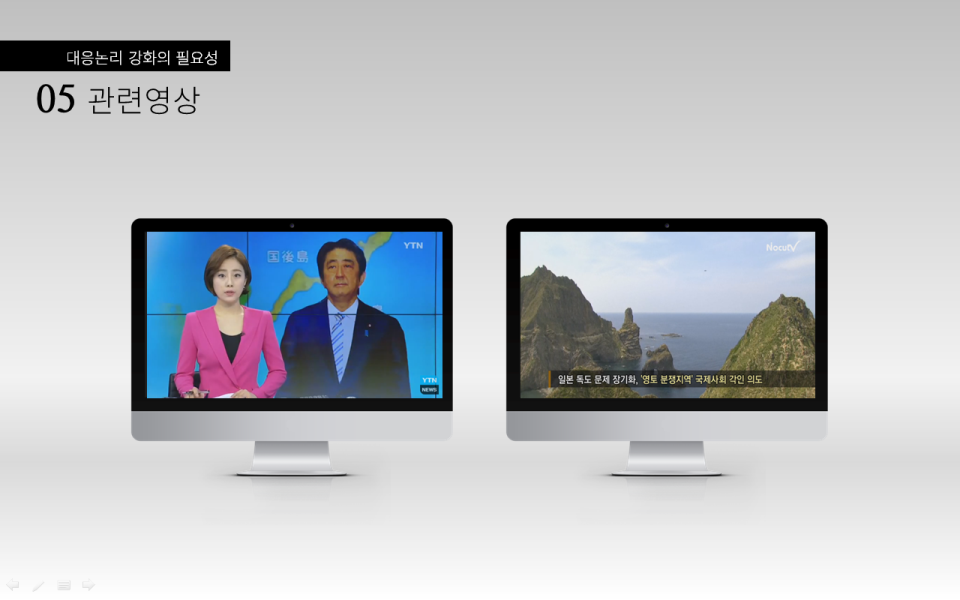 대응논리 강화의 필요성
05 관련영상
国後島
YTN
YTN
NEWS
NocutV
일본 독도 문제 장기화, '영토 분쟁지역' 국제사회 각인 의도